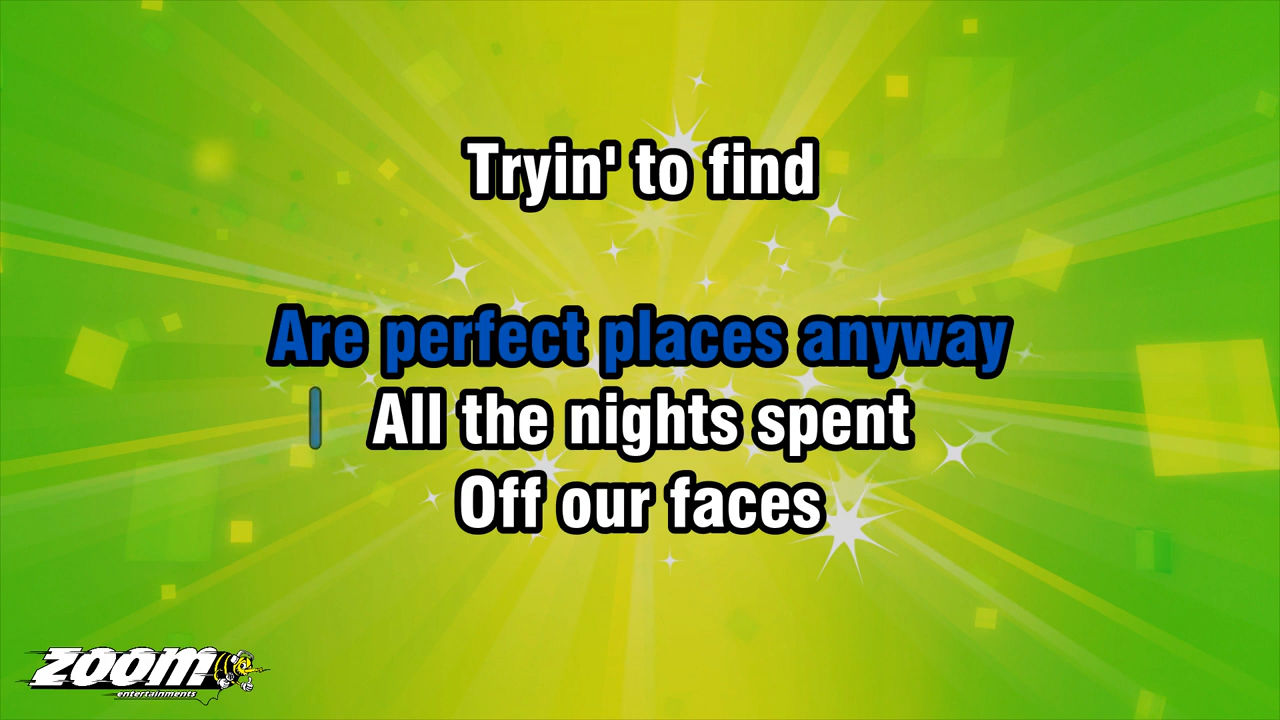 Tryin' to find
Are perfect places anyway
All the nights spent
Off our faces
zoom
entertainments